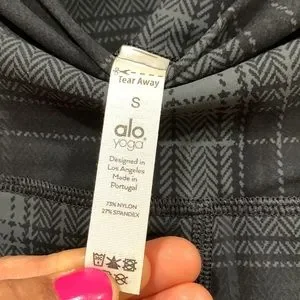 Tear Away
S
alo
yoga
Designed in
Los Angeles
Made in
Portugal
73% NYLON
27% SPANDEX